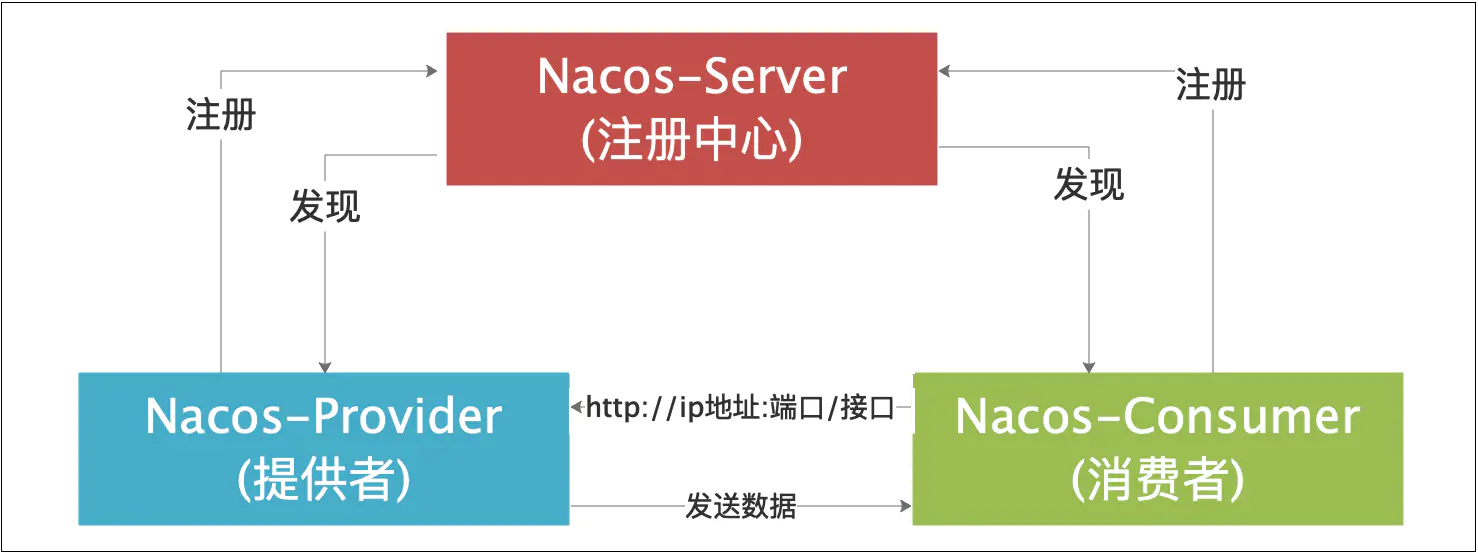 Nacos-Server
(注册中心)
注册
注册
发现
发现
Nacos-Provider
(提供者)
http://ip地址:端口/接口
Nacos-Consumer
(消费者)
发送数据